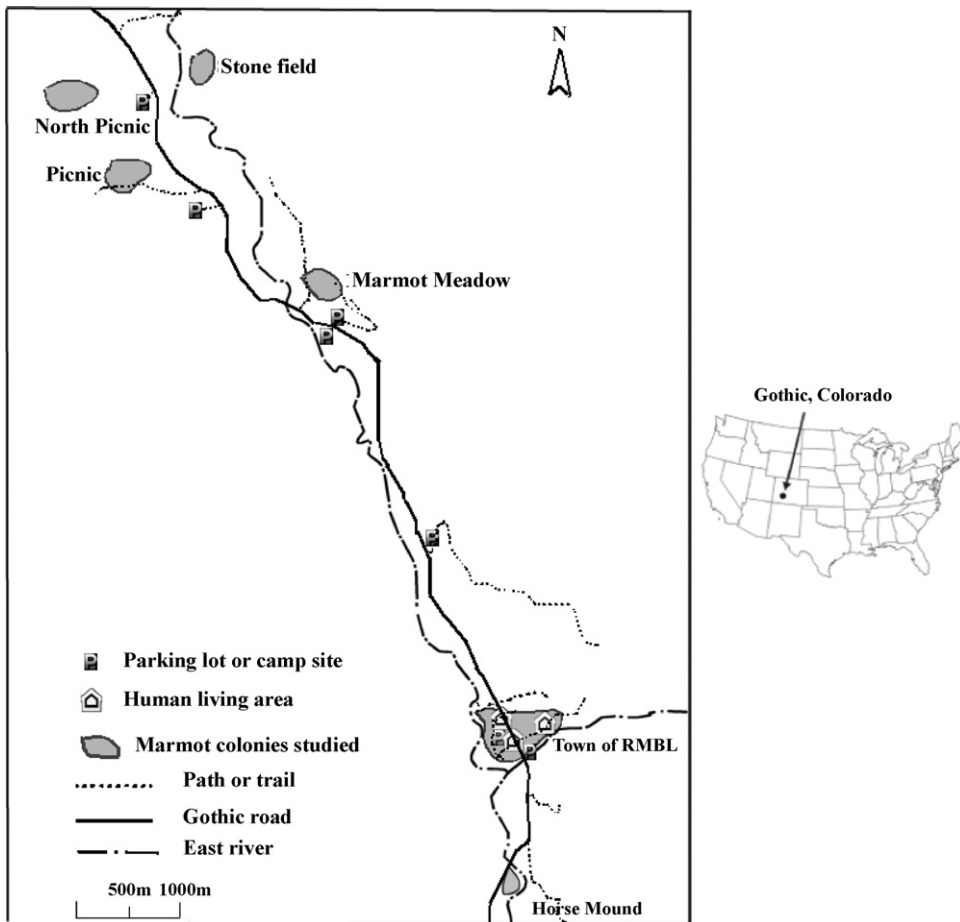 N
Stone field
North Picnic
Picnic
P
P
Marmot Meadow
P
P
Gothic, Colorado
P
P Parking lot or camp site
Human living area
Marmot colonies studied
P
P
Town of RMBL
Path or trail
Gothic road
East river
500m 1000m
Horse Mound